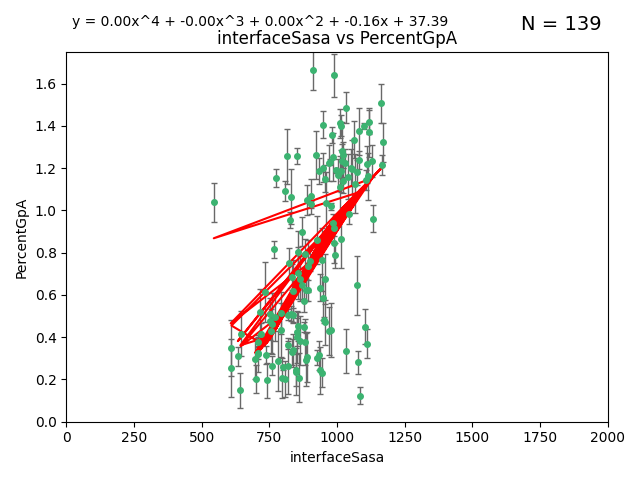 y = 0.00x^4 + -0.00x^3 + 0.00x^2 + -0.16x + 37.39
N = 139
interfaceSasa vs PercentGpA
PercentGpA
1.6
1.4
1.2
1.0
0.8
0.6
0.4
0.2
0.0
0 250 500 750 1000 1250 1500 1750 2000
interfaceSasa